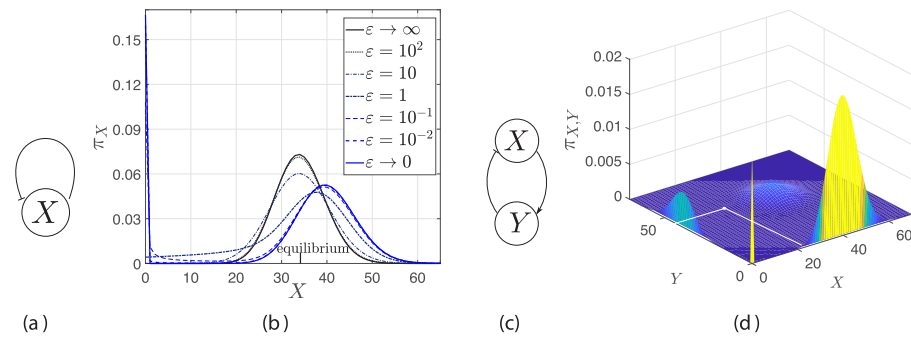 X
0.15
0.12
0.09
0.06
0.03
0
π_X
ε → ∞
ε = 10²
ε = 10
ε = 1
ε = 10⁻¹
ε = 10⁻²
ε → 0
equilibrium
0 10 20 30 40 50 60
X
X
Y
0.02
0.015
0.01
0.005
0
π_{X,Y}
50
0
Y
0 20 40 60
X
(a) (b) (c) (d)